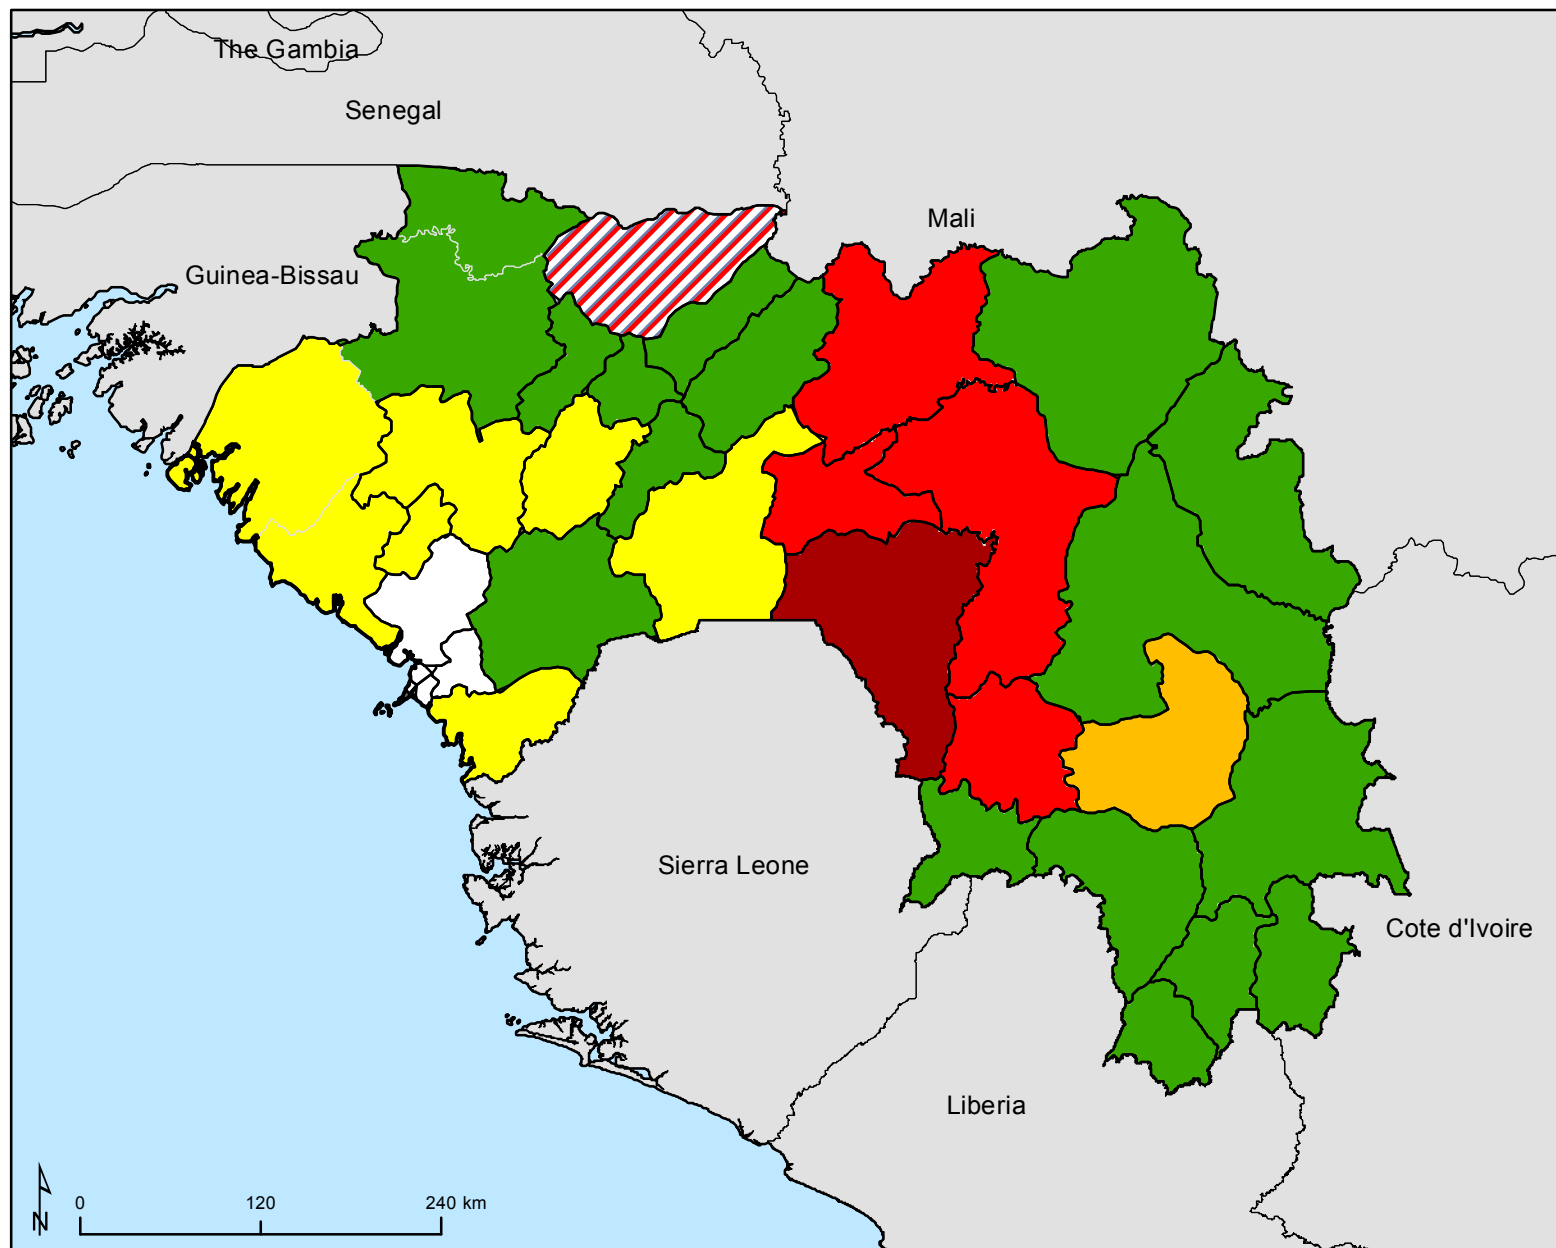 The Gambia
Senegal
Mali
Guinea-Bissau
Sierra Leone
Cote d'Ivoire
Liberia
N
0 120 240 km